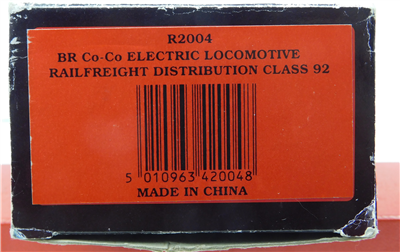 R2004
BR Co-Co ELECTRIC LOCOMOTIVE
RAILFREIGHT DISTRIBUTION CLASS 92
5 010963 420048
MADE IN CHINA